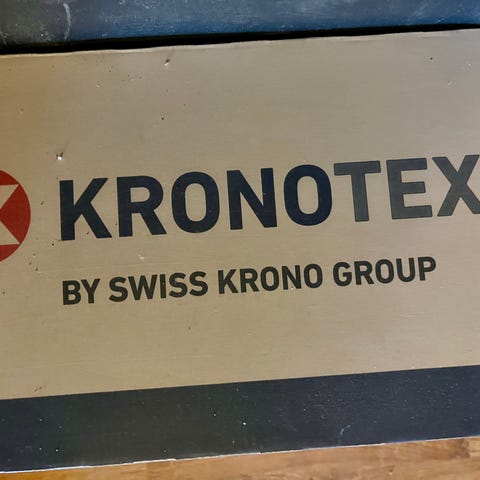 KRONOTEX
BY SWISS KRONO GROUP